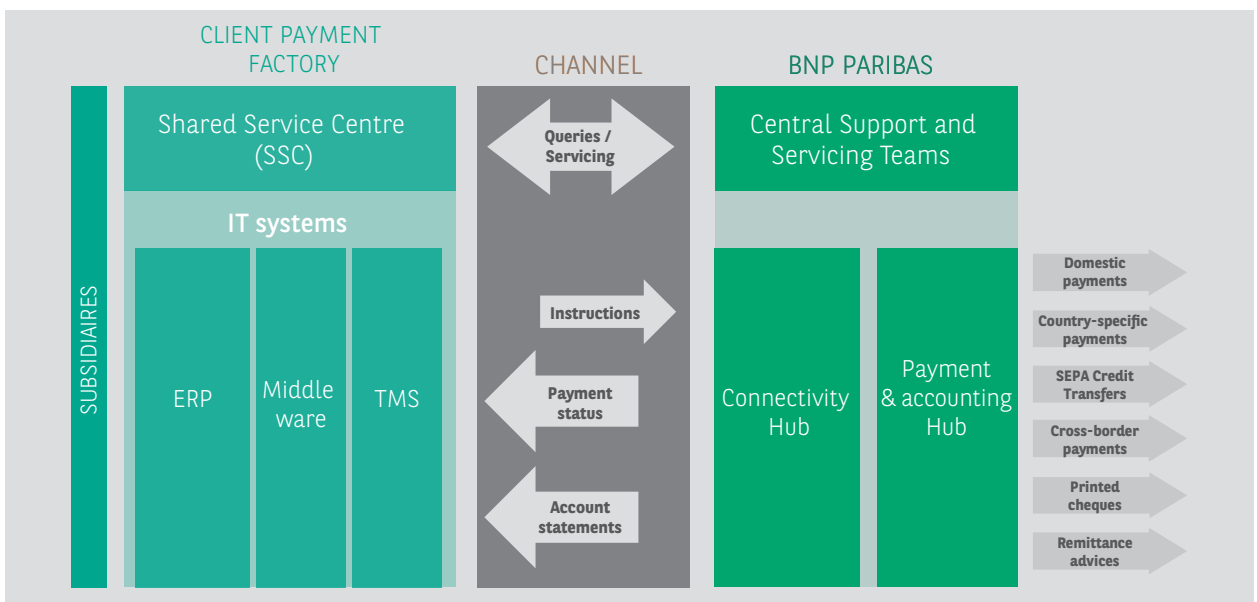 CLIENT PAYMENT
FACTORY
CHANNEL
BNP PARIBAS
SUBSIDIAIRES
Shared Service Centre
(SSC)
IT systems
ERP
Middle
ware
TMS
Queries /
Servicing
Instructions
Payment
status
Account
statements
Central Support and
Servicing Teams
Connectivity
Hub
Payment
& accounting
Hub
Domestic
payments
Country-specific
payments
SEPA Credit
Transfers
Cross-border
payments
Printed
cheques
Remittance
advices